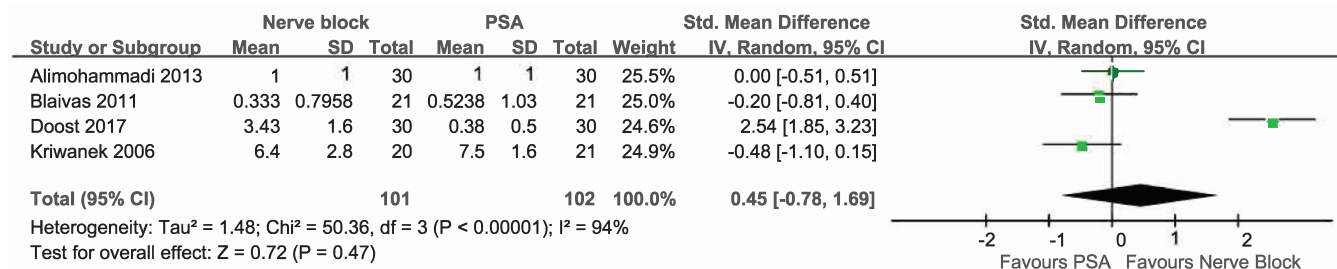 Nerve block PSA Std. Mean Difference Std. Mean Difference
Study or Subgroup Mean SD Total Mean SD Total Weight IV, Random, 95% CI IV, Random, 95% CI
Alimohammadi 2013 1 1 30 1 1 30 25.5% 0.00 [-0.51, 0.51]
Blaivas 2011 0.333 0.7958 21 0.5238 1.03 21 25.0% -0.20 [-0.81, 0.40]
Doost 2017 3.43 1.6 30 0.38 0.5 30 24.6% 2.54 [1.85, 3.23]
Kriwanek 2006 6.4 2.8 20 7.5 1.6 21 24.9% -0.48 [-1.10, 0.15]
Total (95% CI) 101 102 100.0% 0.45 [-0.78, 1.69]
Heterogeneity: Tau² = 1.48; Chi² = 50.36, df = 3 (P < 0.00001); I² = 94%
Test for overall effect: Z = 0.72 (P = 0.47)
-2 -1 0 1 2
Favours PSA Favours Nerve Block